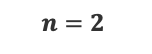 n = 2